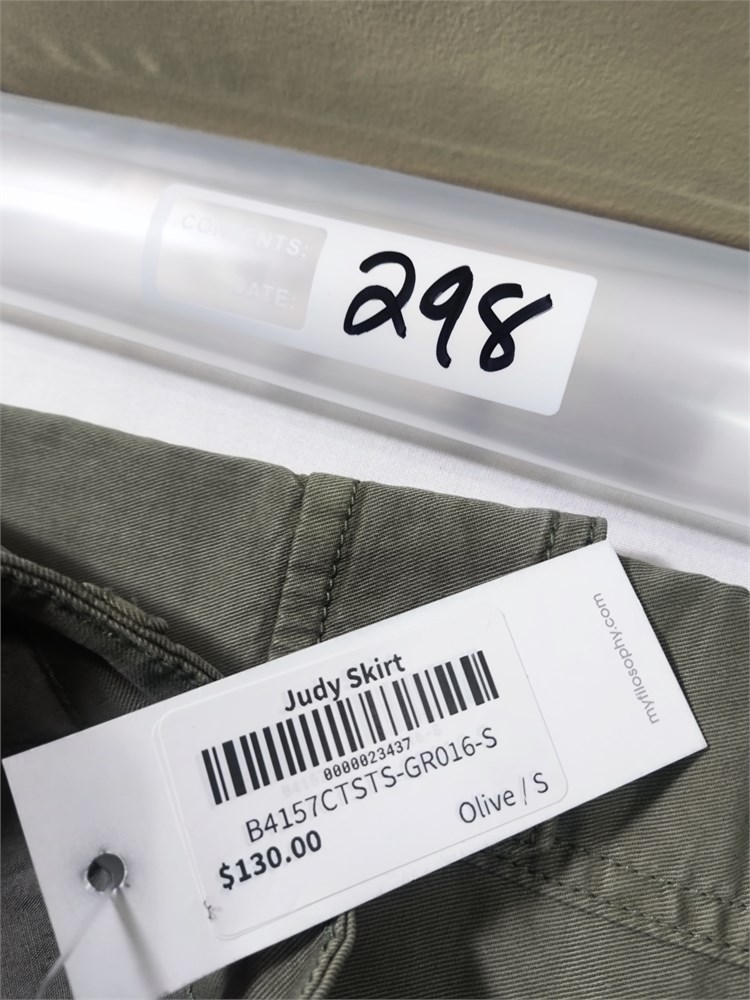 CONTENTS:
DATE:
298
myfilosophy.com
Judy Skirt
0000023437
B4157CTSTS-GR016-S
$130.00
Olive / S